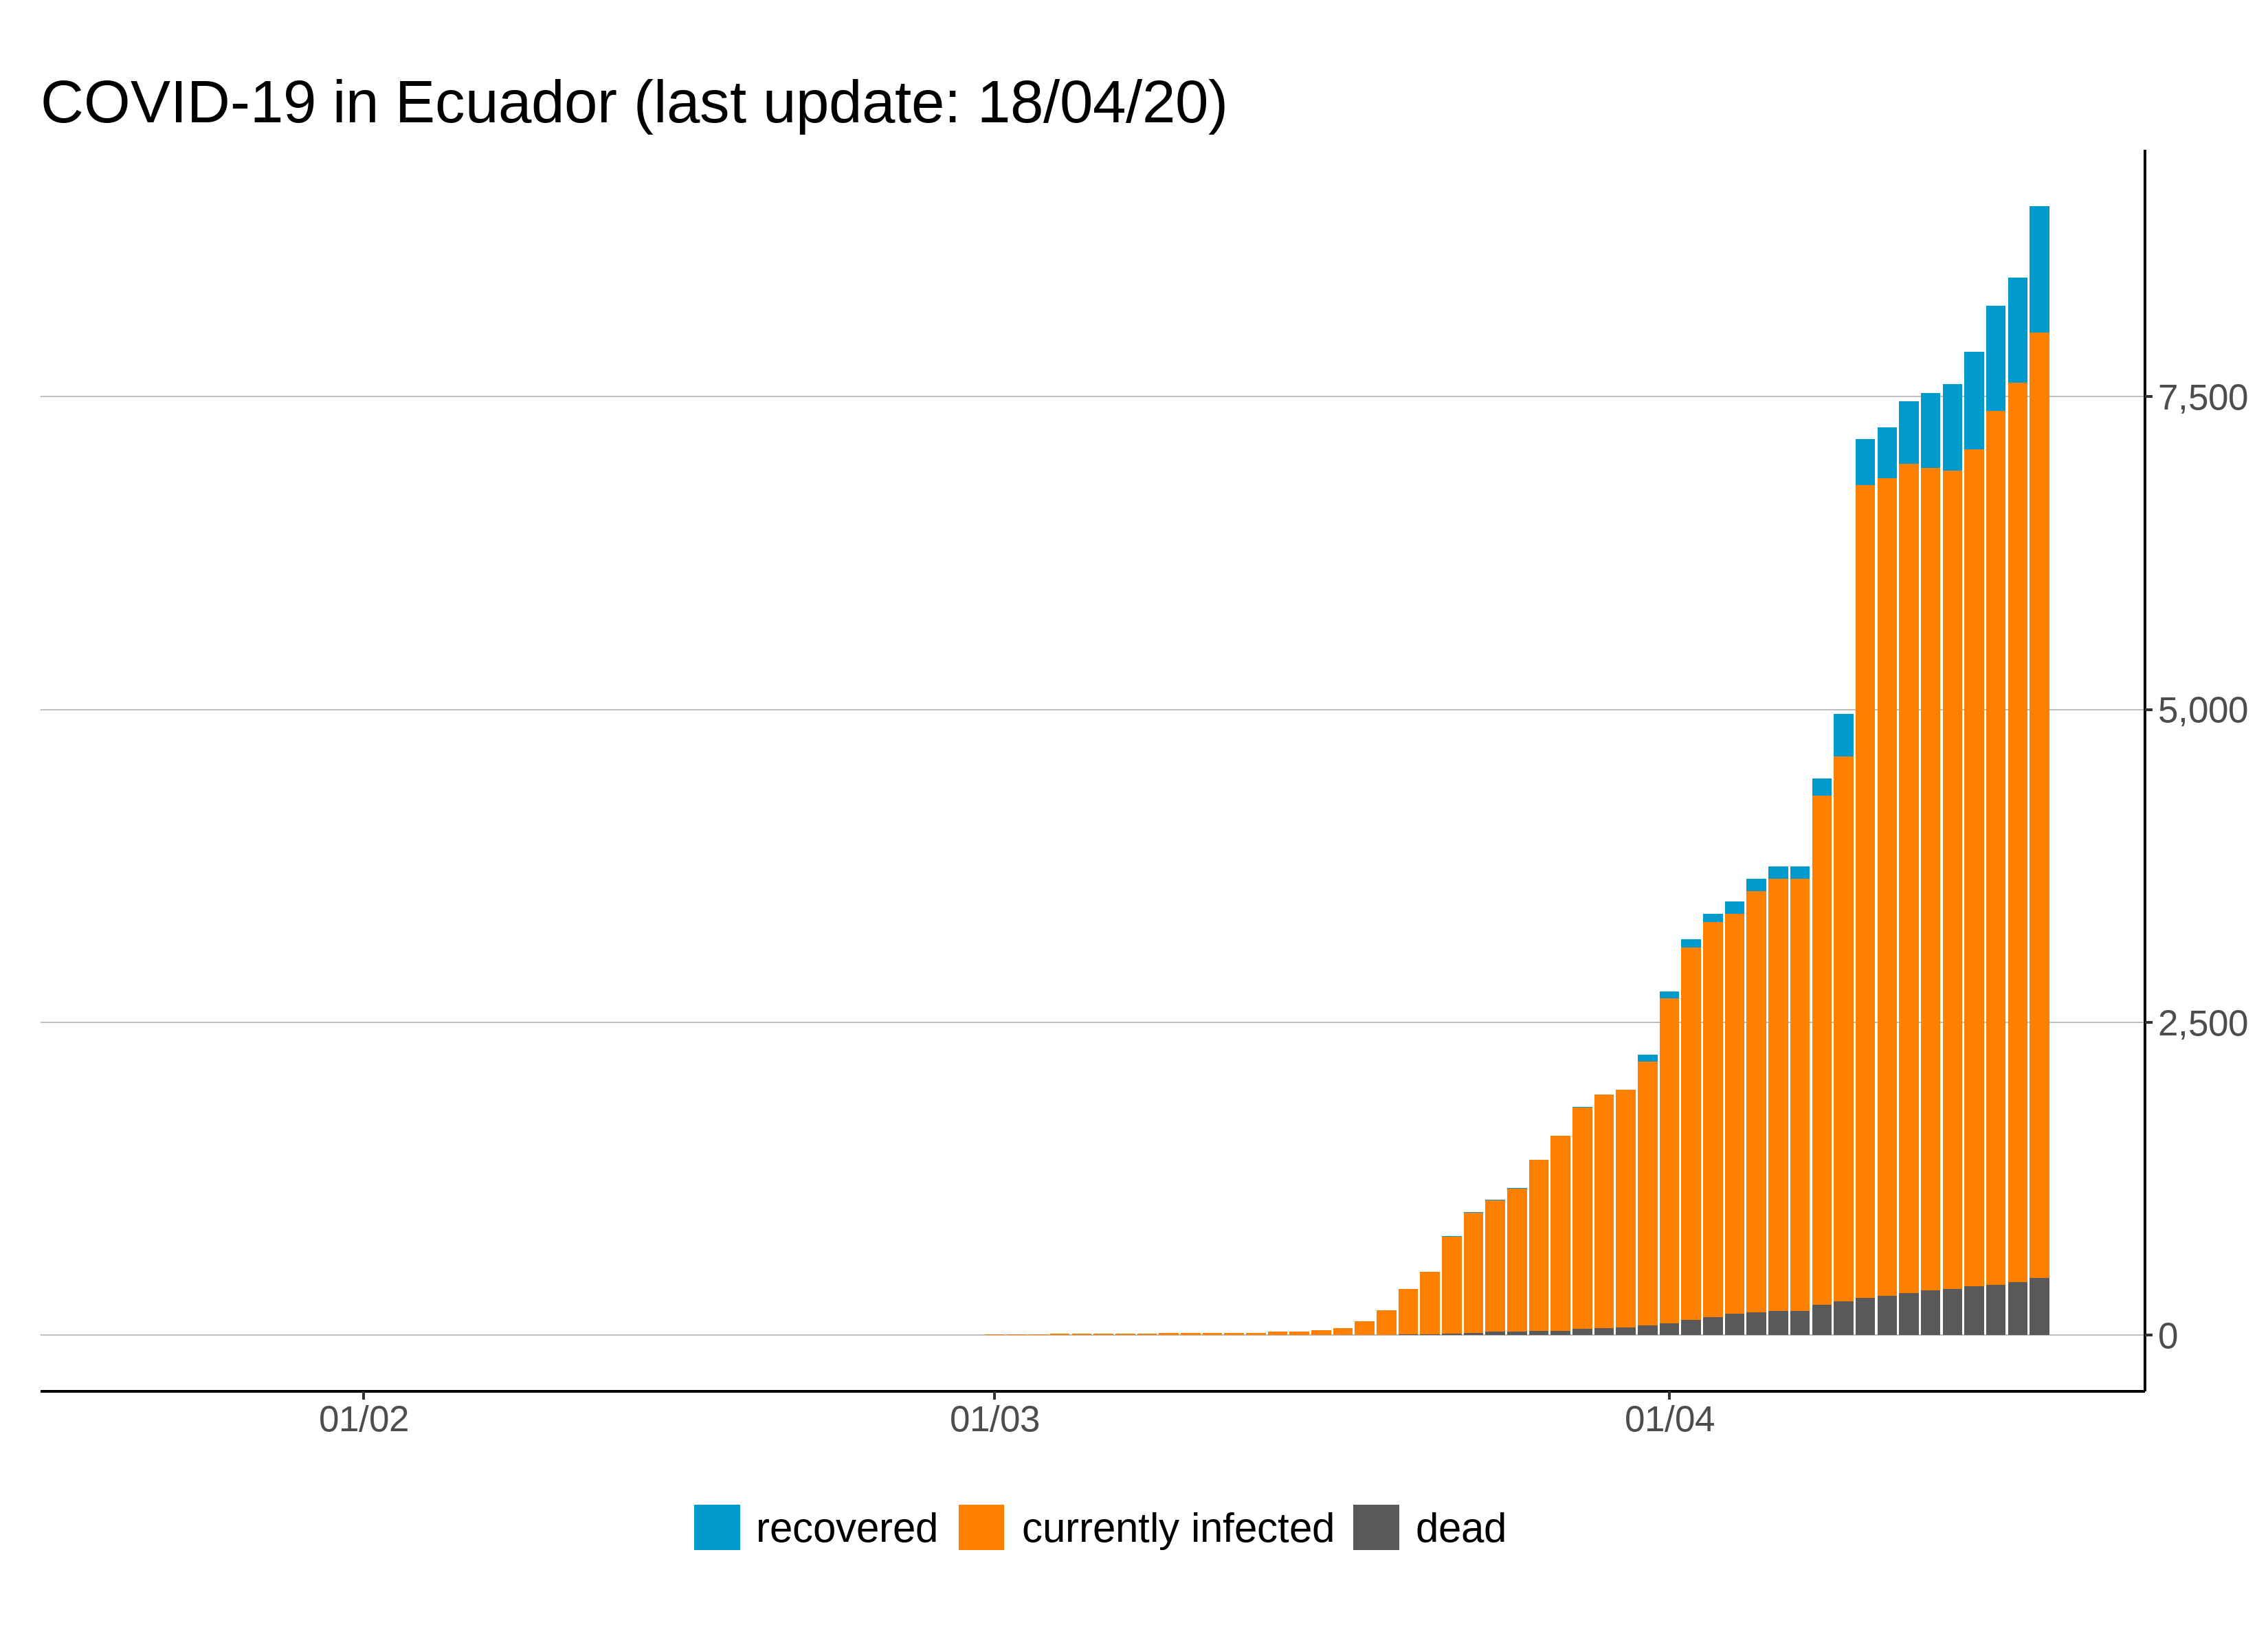 COVID-19 in Ecuador (last update: 18/04/20)
7,500
5,000
2,500
0
01/02 01/03 01/04
recovered currently infected dead